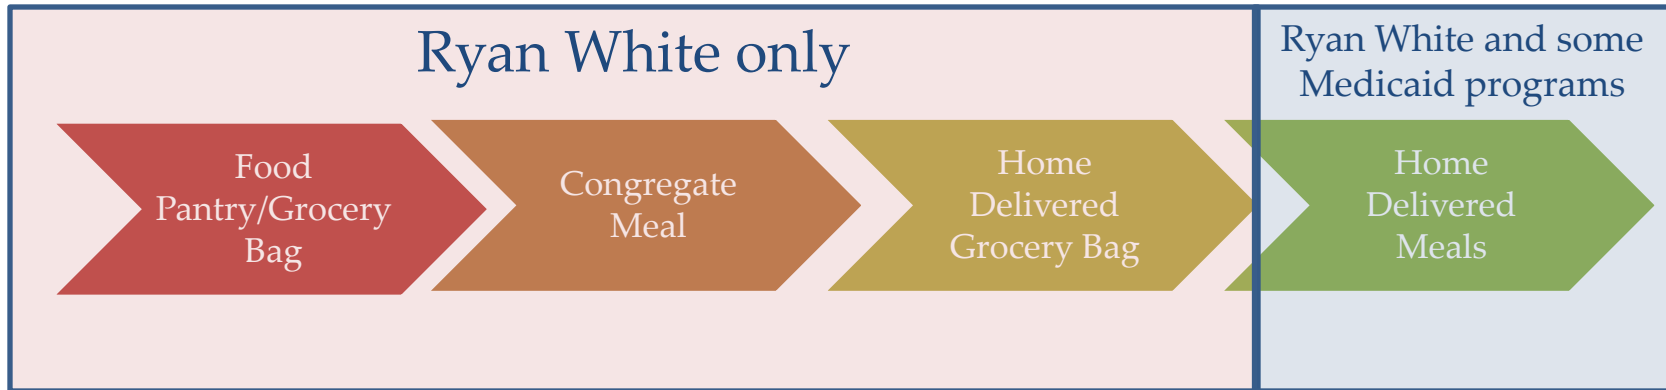 Ryan White only
Ryan White and some
Medicaid programs
Food
Pantry/Grocery
Bag
Congregate
Meal
Home
Delivered
Grocery Bag
Home
Delivered
Meals